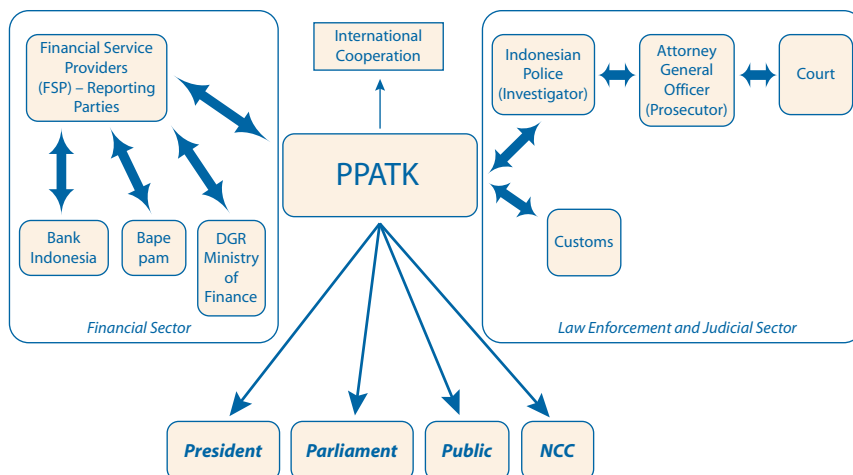 Financial Service
Providers
(FSP) – Reporting
Parties
Bank
Indonesia
Bape
pam
DGR
Ministry
of
Finance
Financial Sector
International
Cooperation
PPATK
Indonesian
Police
(Investigator)
Attorney
General
Officer
(Prosecutor)
Court
Customs
Law Enforcement and Judicial Sector
President
Parliament
Public
NCC